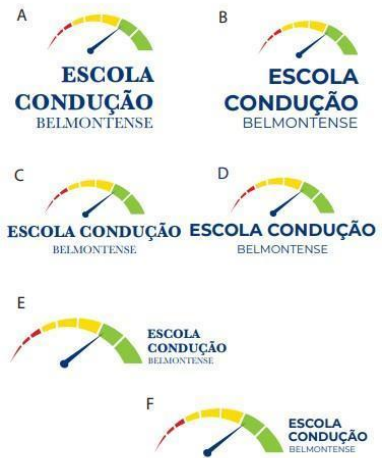 A
ESCOLA
CONDUÇÃO
BELMONTENSE
B
ESCOLA
CONDUÇÃO
BELMONTENSE
C
ESCOLA CONDUÇÃO
BELMONTENSE
D
ESCOLA CONDUÇÃO
BELMONTENSE
E
ESCOLA
CONDUÇÃO
BELMONTENSE
F
ESCOLA
CONDUÇÃO
BELMONTENSE